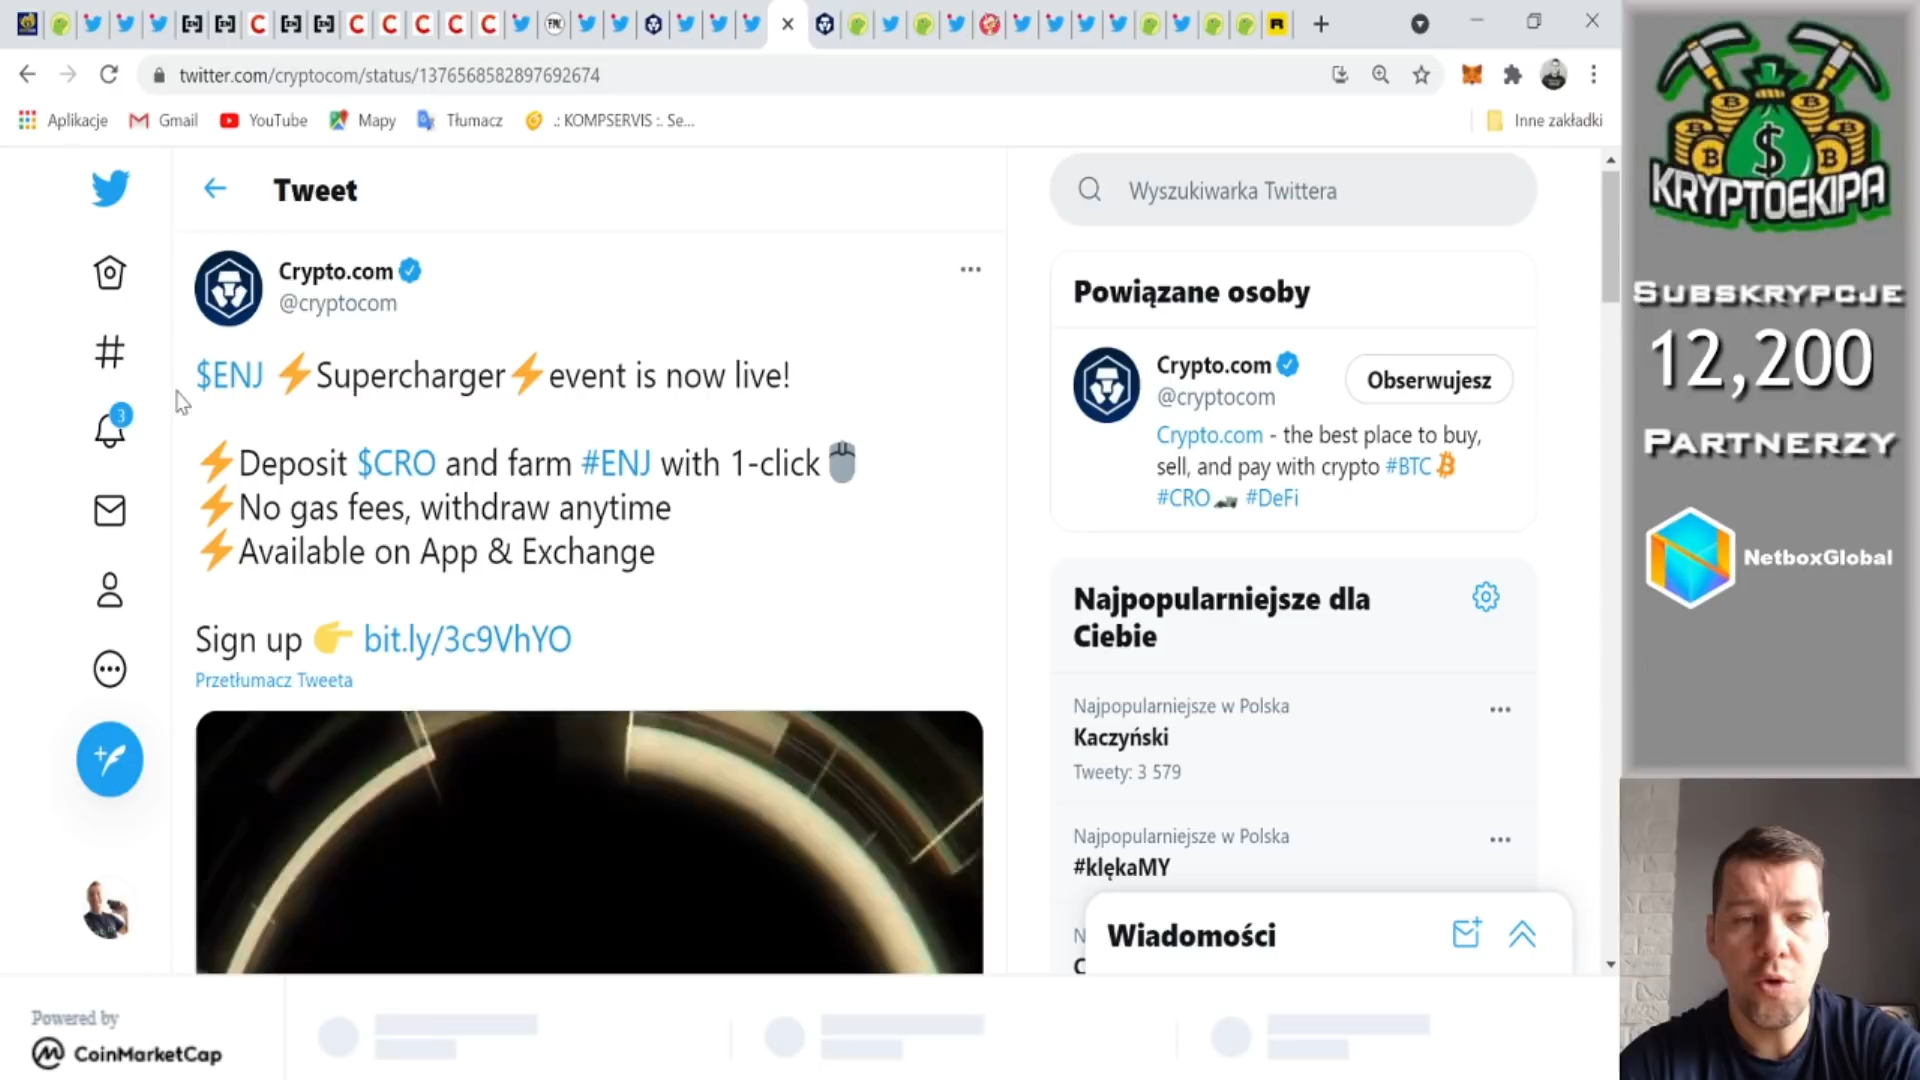 twitter.com/cryptocom/status/1376568582897692674
Aplikacje
Gmail
YouTube
Mapy
Tłumacz
.: KOMPSERVIS :. Se...
Inne zakładki
Tweet
Crypto.com
@cryptocom
$ENJ ⚡Supercharger⚡event is now live!
⚡Deposit $CRO and farm #ENJ with 1-click🖱️
⚡No gas fees, withdraw anytime
⚡Available on App & Exchange
Sign up 👉 bit.ly/3c9VhYO
Przetłumacz Tweeta
3
Wyszukiwarka Twittera
Powiązane osoby
Crypto.com
@cryptocom
Obserwujesz
Crypto.com - the best place to buy,
sell, and pay with crypto #BTC
#CRO #DeFi
Najpopularniejsze dla
Ciebie
Najpopularniejsze w Polska
Kaczyński
Tweety: 3 579
Najpopularniejsze w Polska
#klękaMY
Wiadomości
Powered by
CoinMarketCap
KRYPTOEKIPA
SUBSKRYPCJE
12,200
PARTNERZY
NetboxGlobal